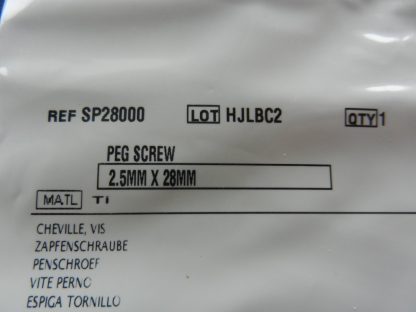 REF SP28000 LOT HJLBC2 QTY 1
PEG SCREW
2.5MM X 28MM
MATL Ti
CHEVILLE, VIS
ZAPFENSCHRAUBE
PENSCHROEF
VITE PERNO
ESPIGA TORNILLO